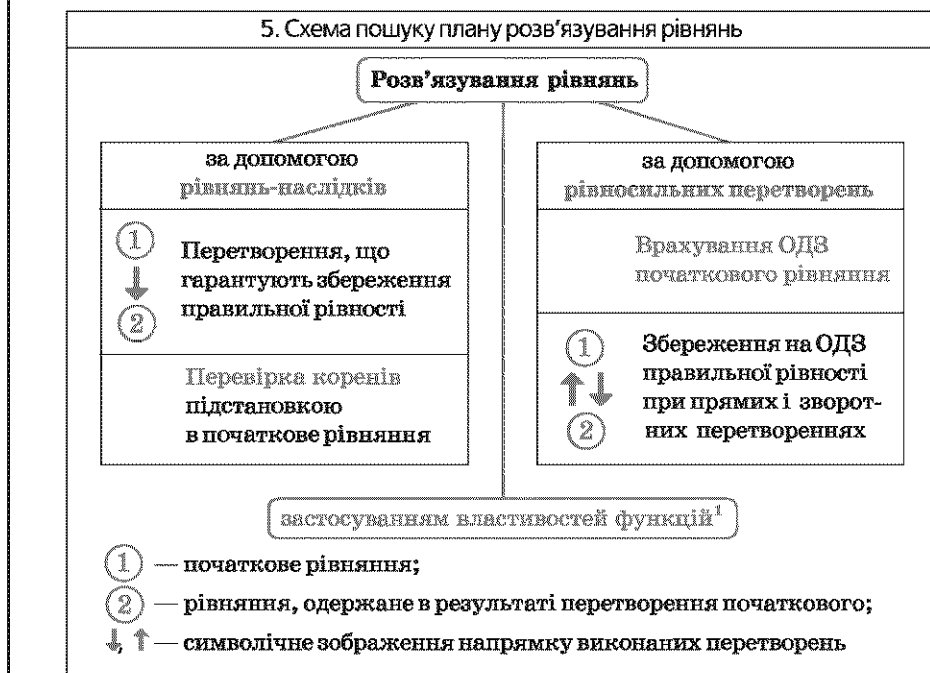 5. Схема пошуку плану розв'язування рівнянь
Розв'язування рівнянь
за допомогою
рівнянь-наслідків
1
2
Перетворення, що
гарантують збереження
правильної рівності
Перевірка коренів
підстановкою
в початкове рівняння
за допомогою
рівносильних перетворень
Врахування ОДЗ
початкового рівняння
1
2
Збереження на ОДЗ
правильної рівності
при прямих і зворот-
них перетвореннях
застосуванням властивостей функцій¹
1 — початкове рівняння;
2 — рівняння, одержане в результаті перетворення початкового;
↓, ↑ — символічне зображення напрямку виконаних перетворень